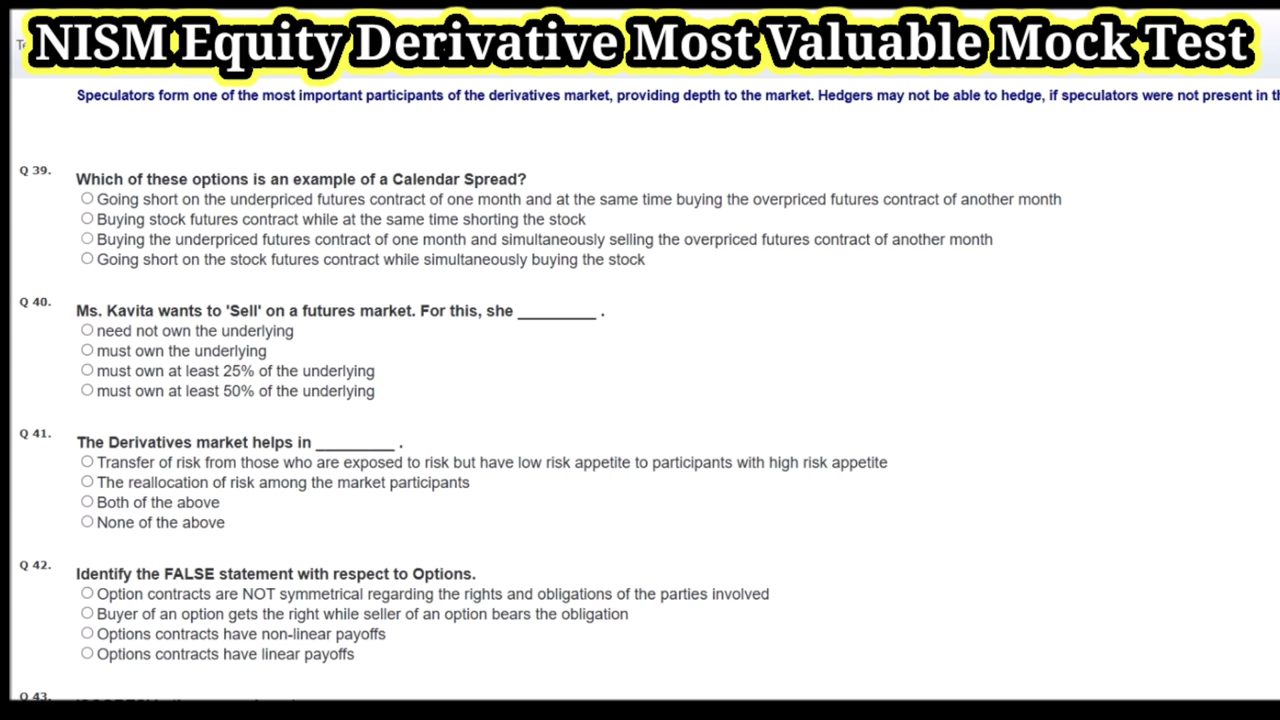 NISM Equity Derivative Most Valuable Mock Test
Speculators form one of the most important participants of the derivatives market, providing depth to the market. Hedgers may not be able to hedge, if speculators were not present in
Q 39.
Which of these options is an example of a Calendar Spread?
Going short on the underpriced futures contract of one month and at the same time buying the overpriced futures contract of another month
Buying stock futures contract while at the same time shorting the stock
Buying the underpriced futures contract of one month and simultaneously selling the overpriced futures contract of another month
Going short on the stock futures contract while simultaneously buying the stock
Q 40.
Ms. Kavita wants to 'Sell' on a futures market. For this, she _________ .
need not own the underlying
must own the underlying
must own at least 25% of the underlying
must own at least 50% of the underlying
Q 41.
The Derivatives market helps in _________ .
Transfer of risk from those who are exposed to risk but have low risk appetite to participants with high risk appetite
The reallocation of risk among the market participants
Both of the above
None of the above
Q 42.
Identify the FALSE statement with respect to Options.
Option contracts are NOT symmetrical regarding the rights and obligations of the parties involved
Buyer of an option gets the right while seller of an option bears the obligation
Options contracts have non-linear payoffs
Options contracts have linear payoffs
Q 43.